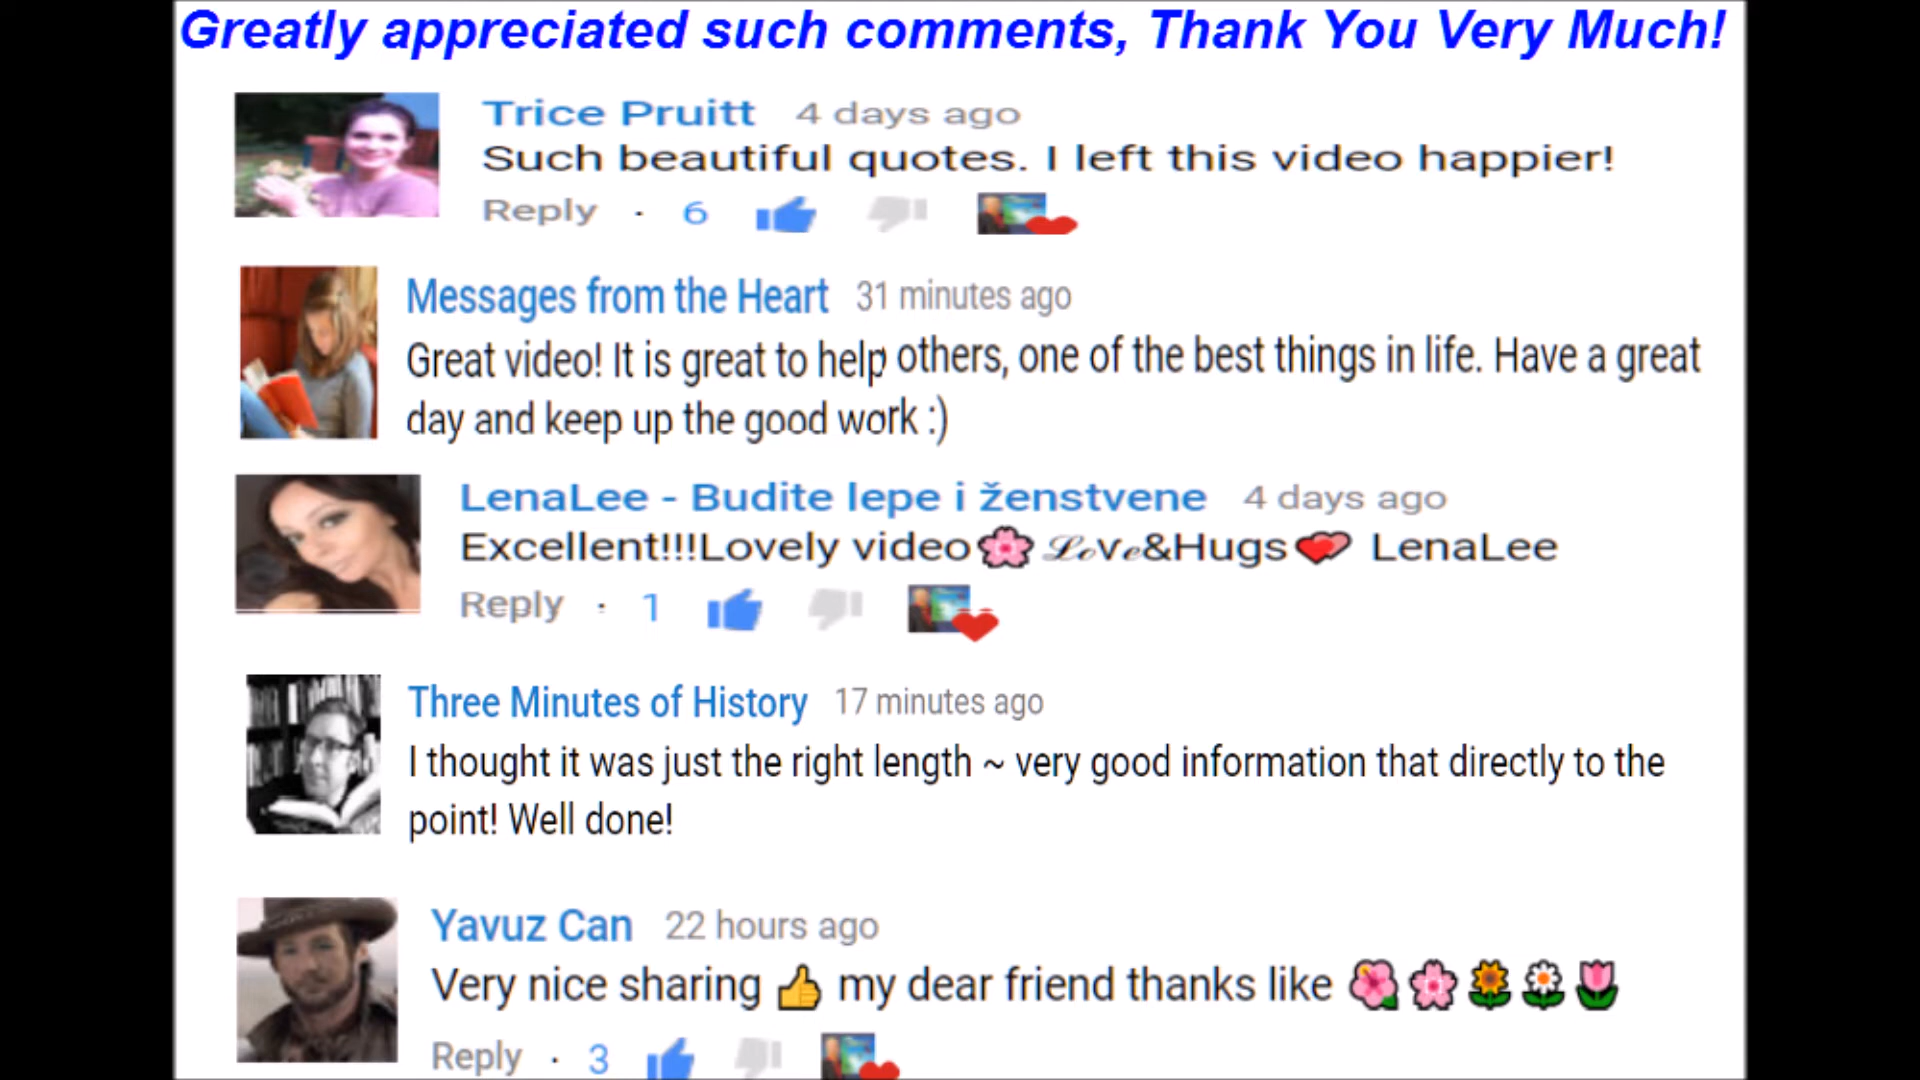 Greatly appreciated such comments, Thank You Very Much!
Trice Pruitt 4 days ago
Such beautiful quotes. I left this video happier!
Reply · 6
Messages from the Heart 31 minutes ago
Great video! It is great to help others, one of the best things in life. Have a great
day and keep up the good work :)
LenaLee - Budite lepe i ženstvene 4 days ago
Excellent!!!Lovely video🌸 ℒℴvℯ&Hugs💕 LenaLee
Reply · 1
Three Minutes of History 17 minutes ago
I thought it was just the right length ~ very good information that directly to the
point! Well done!
Yavuz Can 22 hours ago
Very nice sharing 👍 my dear friend thanks like 🌺🌸🌻🌼🌷
Reply · 3